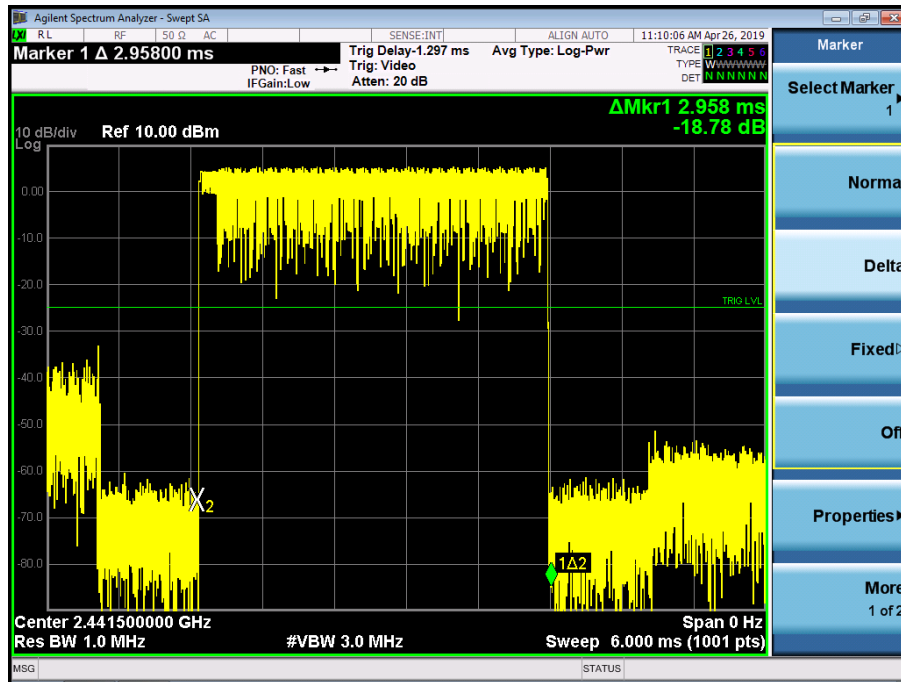 Agilent Spectrum Analyzer - Swept SA
LXI RL RF 50 Ω AC SENSE:INT ALIGN AUTO 11:10:06 AM Apr 26, 2019
Marker 1 Δ 2.95800 ms
PNO: Fast
IFGain:Low
Trig Delay-1.297 ms
Trig: Video
Atten: 20 dB
Avg Type: Log-Pwr
TRACE 1 2 3 4 5 6
TYPE WWWWWW
DET N N N N N N
ΔMkr1 2.958 ms
-18.78 dB
10 dB/div Ref 10.00 dBm
Log
0.00
-10.0
-20.0
TRIG LVL
-30.0
-40.0
-50.0
-60.0
-70.0
-80.0
X2
1Δ2
Center 2.441500000 GHz Span 0 Hz
Res BW 1.0 MHz #VBW 3.0 MHz Sweep 6.000 ms (1001 pts)
MSG STATUS
Marker
Select Marker
1
Norma
Delta
Fixed
Off
Properties
More
1 of 2